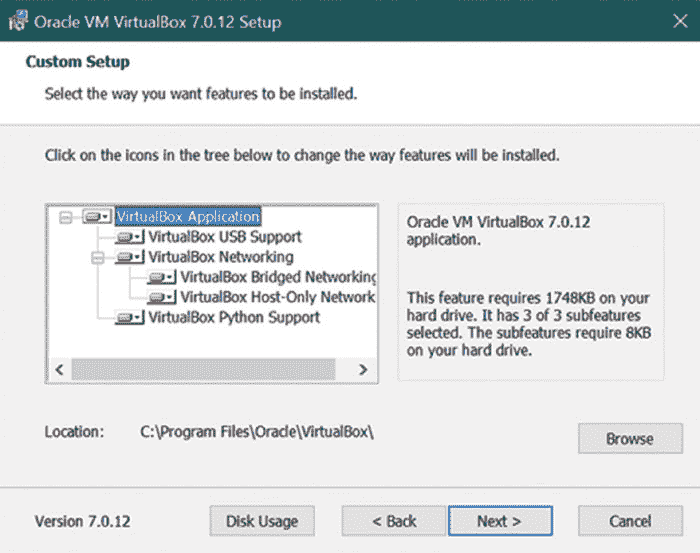 Oracle VM VirtualBox 7.0.12 Setup
Custom Setup
Select the way you want features to be installed.
Click on the icons in the tree below to change the way features will be installed.
VirtualBox Application
VirtualBox USB Support
VirtualBox Networking
VirtualBox Bridged Networking
VirtualBox Host-Only Network
VirtualBox Python Support
Oracle VM VirtualBox 7.0.12
application.
This feature requires 1748KB on your
hard drive. It has 3 of 3 subfeatures
selected. The subfeatures require 8KB
on your hard drive.
Location: C:\Program Files\Oracle\VirtualBox\
Browse
Version 7.0.12 Disk Usage < Back Next > Cancel